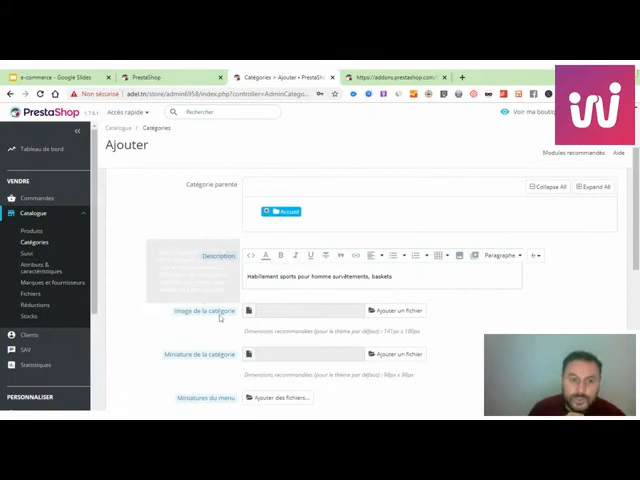 e-commerce - Google Slides
PrestaShop
Catégories > Ajouter • PrestaSh
https://addons.prestashop.com/
Non sécurisé
adel.tn/store/admin6958/index.php?controller=AdminCatego
PrestaShop
Accès rapide
Rechercher
Voir ma bouti
Catalogue / Catégories
Ajouter
Modules recommandés
Aide
Tableau de bord
VENDRE
Commandes
Catalogue
Produits
Catégories
Suivi
Attributs &
caractéristiques
Marques et fournisseurs
Fichiers
Réductions
Stocks
Clients
SAV
Statistiques
PERSONNALISER
Catégorie parente
Collapse All
Expand All
Accueil
Description
Paragraphe
Habillement sports pour homme survêtements, baskets
Image de la catégorie
Ajouter un fichier
Dimensions recommandées (pour le thème par défaut) : 141px x 180px
Miniature de la catégorie
Ajouter un fichier
Dimensions recommandées (pour le thème par défaut) : 98px x 98px
Miniatures du menu
Ajouter des fichiers...